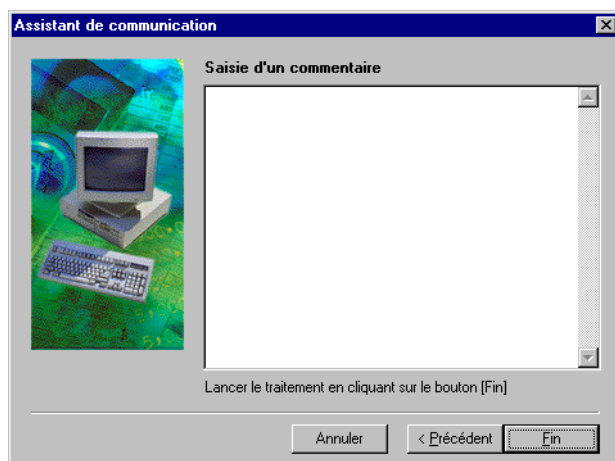 Assistant de communication
Saisie d'un commentaire
Lancer le traitement en cliquant sur le bouton [Fin]
Annuler
< Précédent
Fin